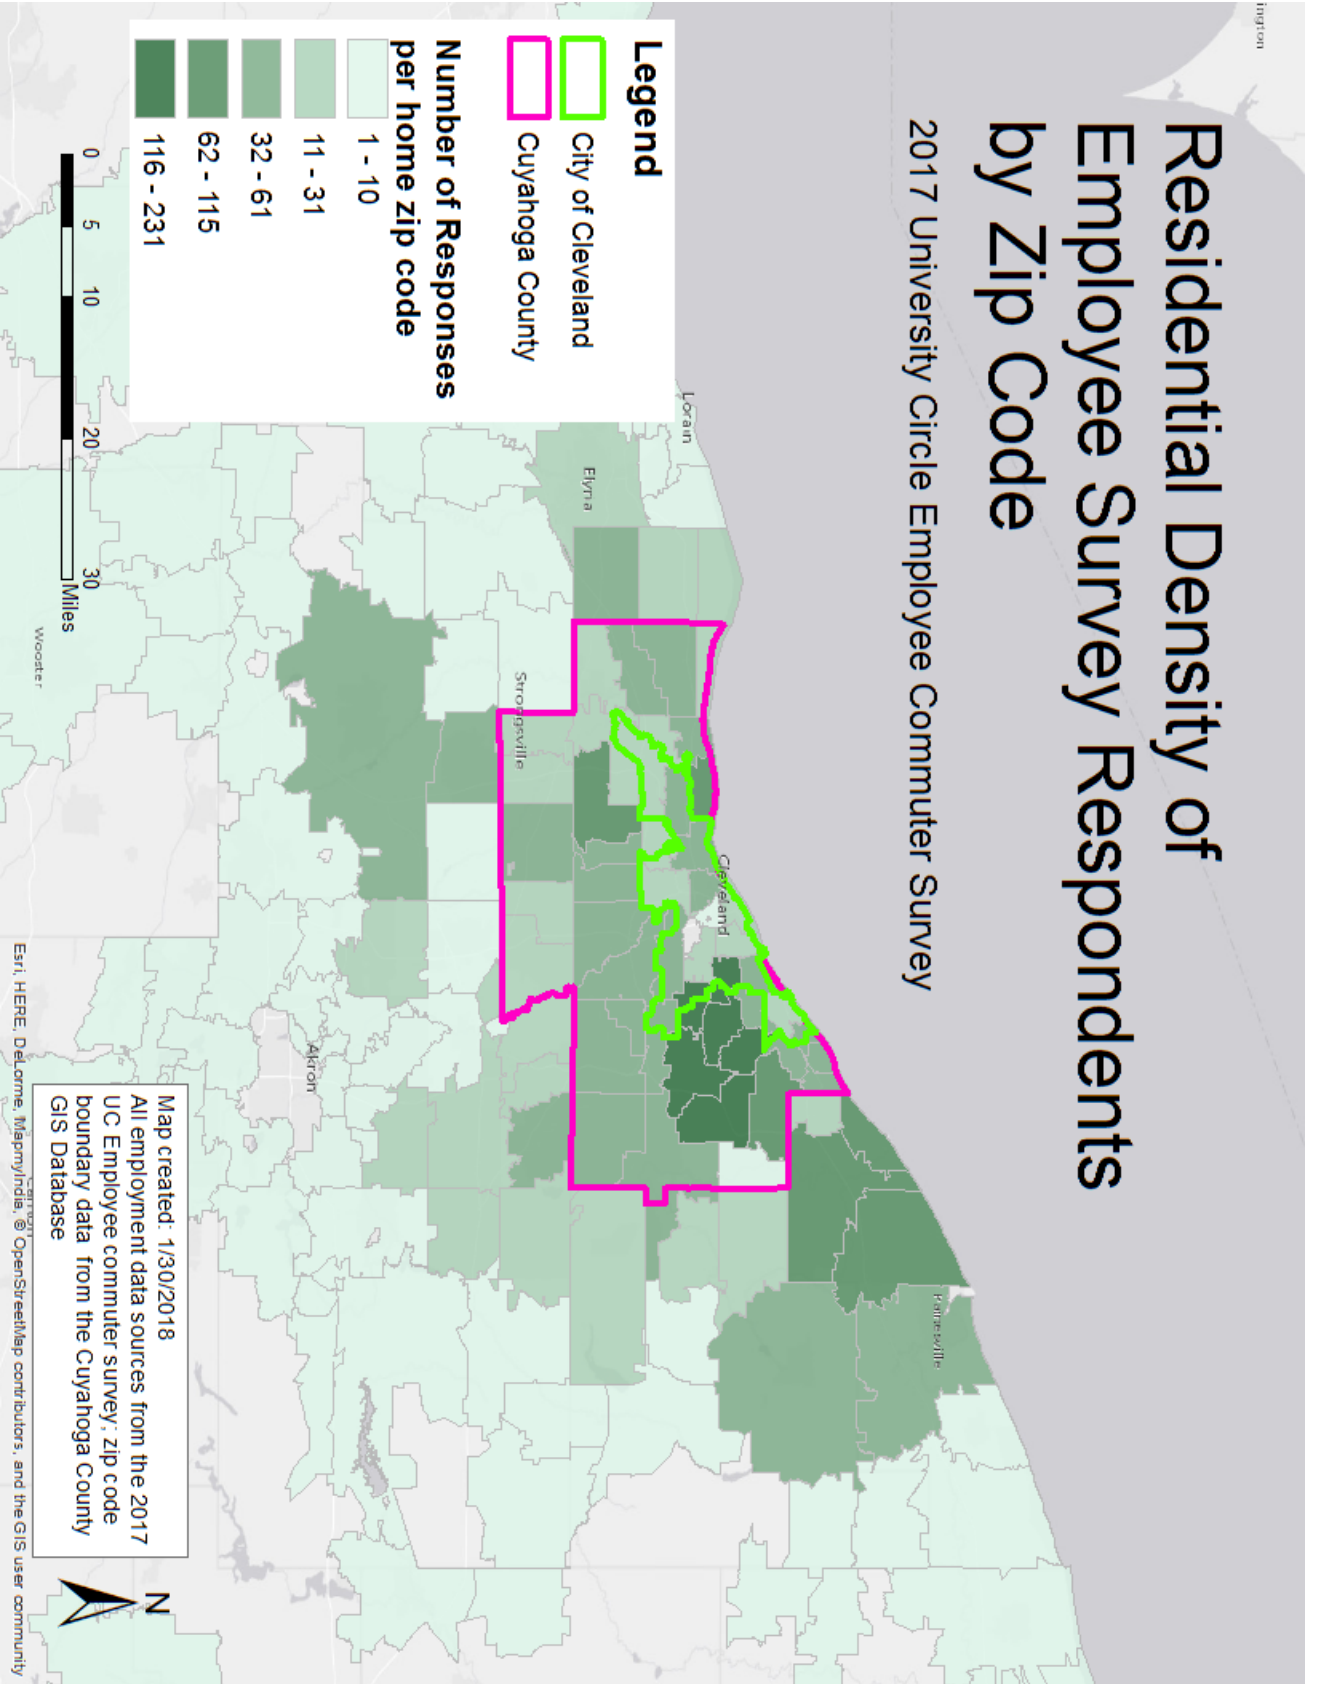 Residential Density of
Employee Survey Respondents
by Zip Code
2017 University Circle Employee Commuter Survey
Legend
City of Cleveland
Cuyahoga County
Number of Responses
per home zip code
1 - 10
11 - 31
32 - 61
62 - 115
116 - 231
0 5 10 20 30
Miles
ington
Lorain
Elyria
Strongsville
Cleveland
Painesville
Akron
Wooster
Map created: 1/30/2018
All employment data sources from the 2017
UC Employee commuter survey; zip code
boundary data from the Cuyahoga County
GIS Database
N
Esri, HERE, DeLorme, MapmyIndia, © OpenStreetMap contributors, and the GIS user community